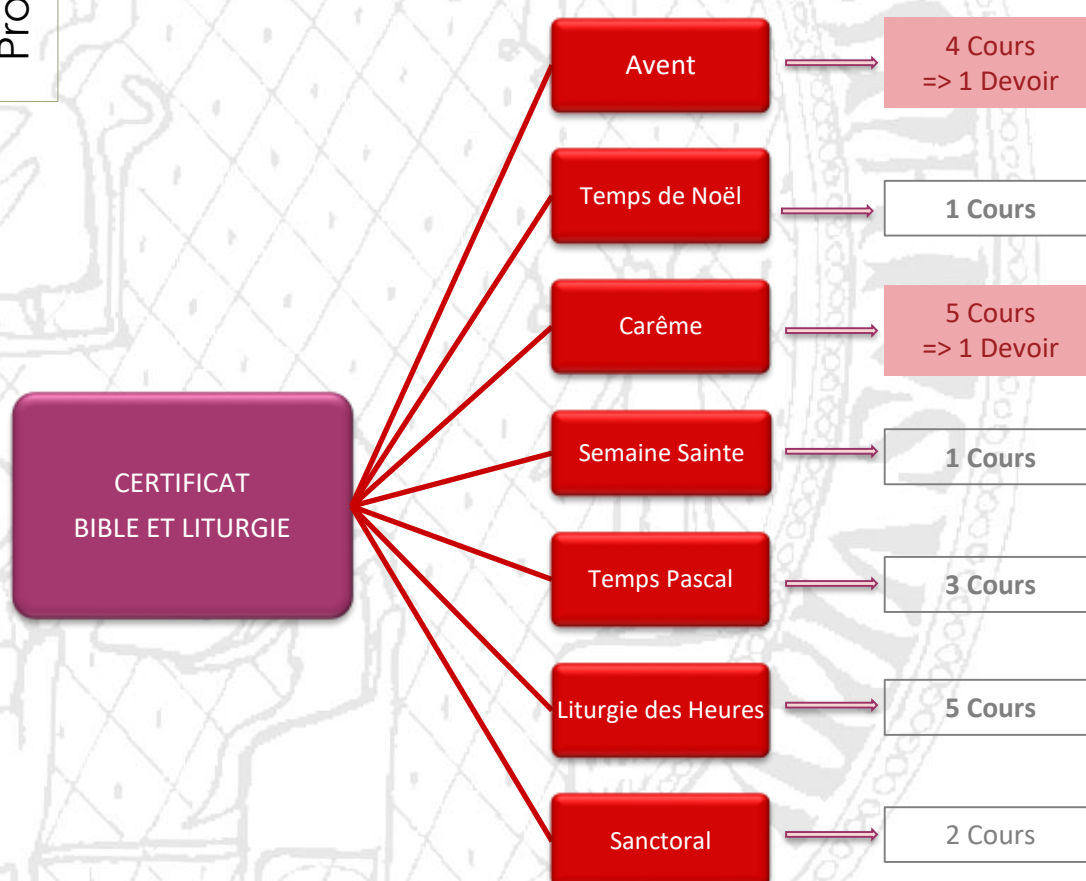 Pro
Avent
4 Cours
=> 1 Devoir
Temps de Noël
1 Cours
Carême
5 Cours
=> 1 Devoir
Semaine Sainte
1 Cours
CERTIFICAT
BIBLE ET LITURGIE
Temps Pascal
3 Cours
Liturgie des Heures
5 Cours
Sanctoral
2 Cours